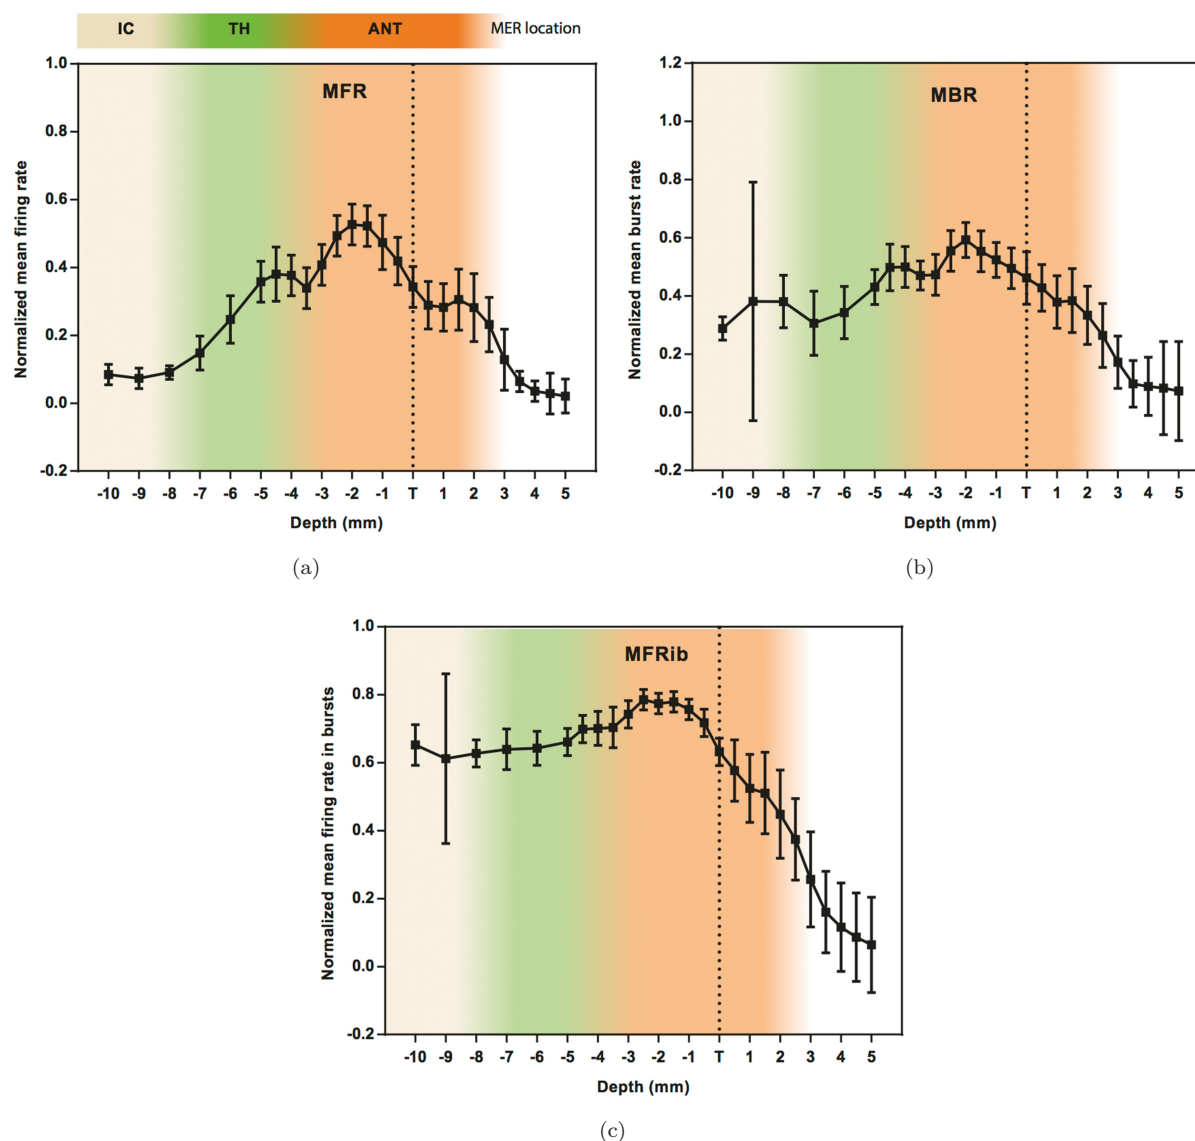 IC TH ANT MER location
MFR
Normalized mean firing rate
1.0
0.8
0.6
0.4
0.2
0.0
-0.2
-10 -9 -8 -7 -6 -5 -4 -3 -2 -1 T 1 2 3 4 5
Depth (mm)
(a)
MBR
Normalized mean burst rate
1.2
1.0
0.8
0.6
0.4
0.2
0.0
-0.2
-10 -9 -8 -7 -6 -5 -4 -3 -2 -1 T 1 2 3 4 5
Depth (mm)
(b)
MFRib
Normalized mean firing rate in bursts
1.0
0.8
0.6
0.4
0.2
0.0
-0.2
-10 -9 -8 -7 -6 -5 -4 -3 -2 -1 T 1 2 3 4 5
Depth (mm)
(c)